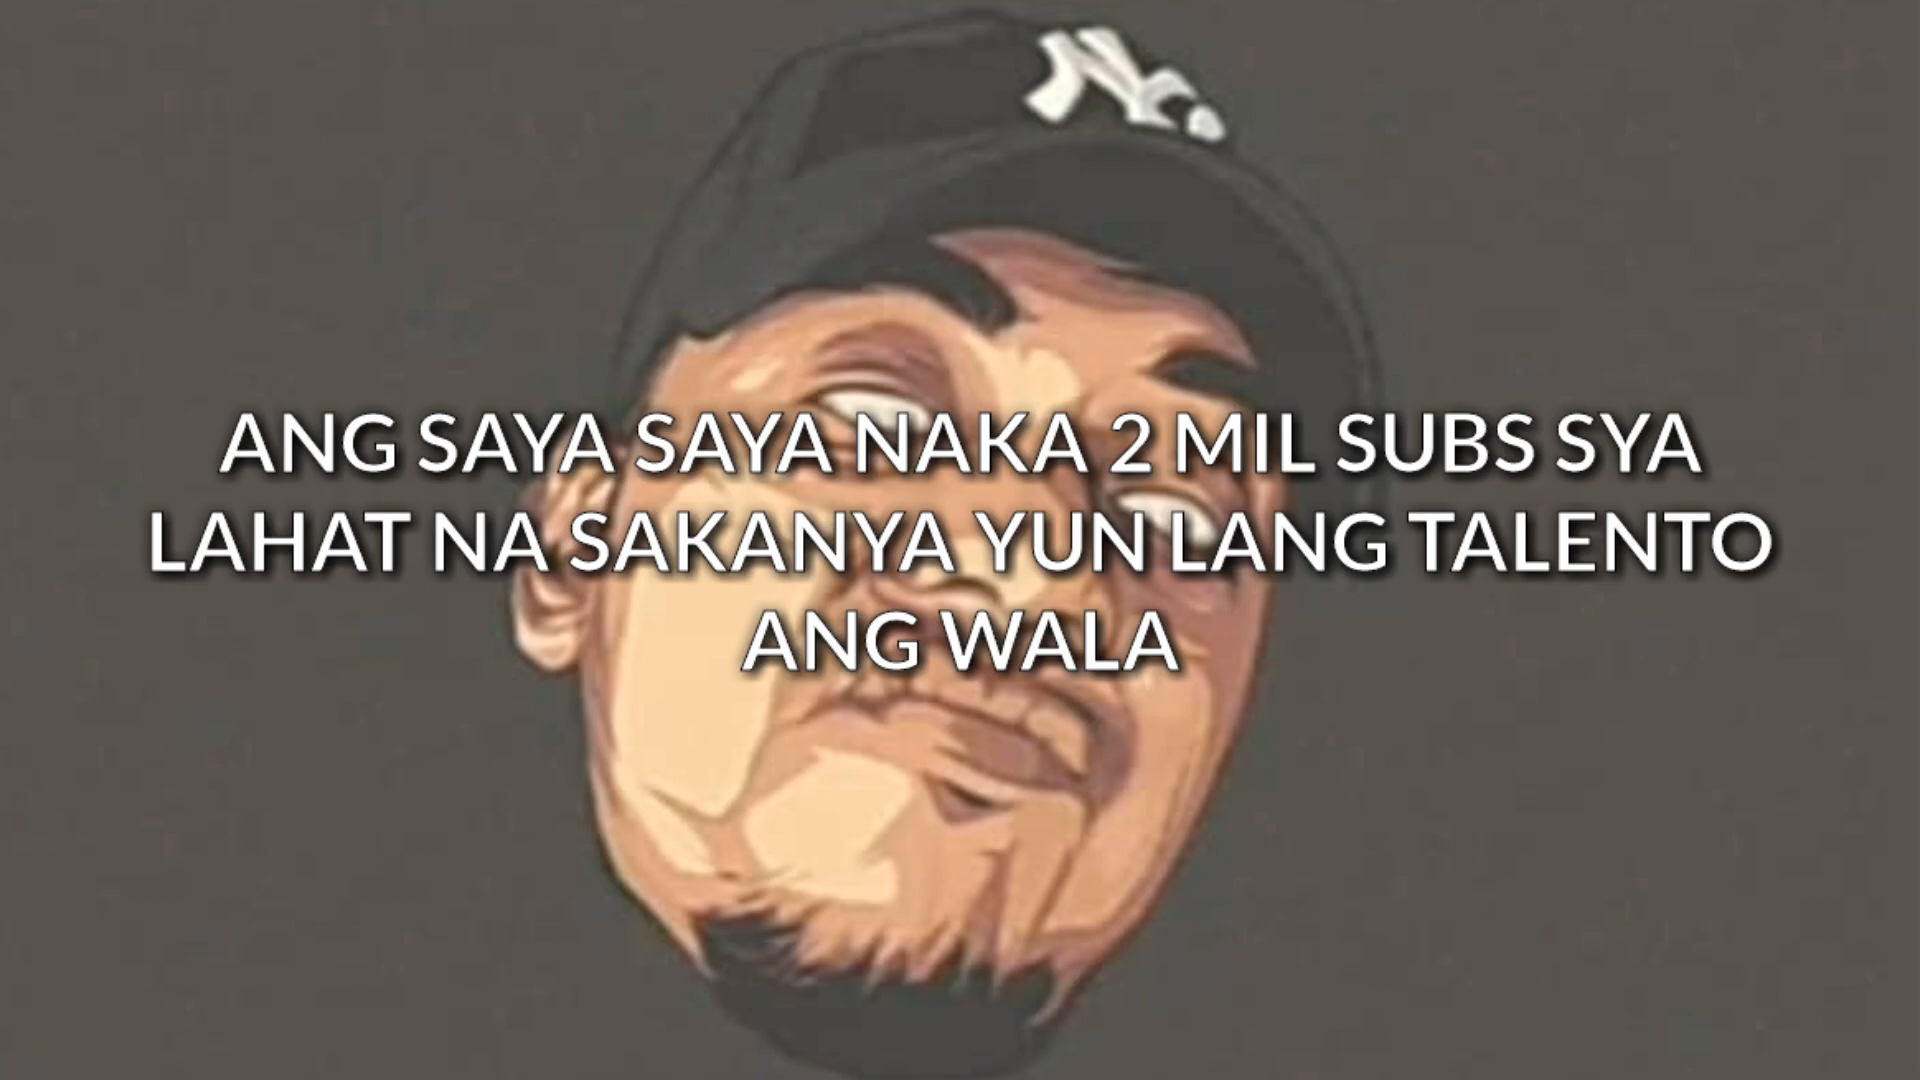 ANG SAYA SAYA NAKA 2 MIL SUBS SYA
LAHAT NA SAKANYA YUN LANG TALENTO
ANG WALA